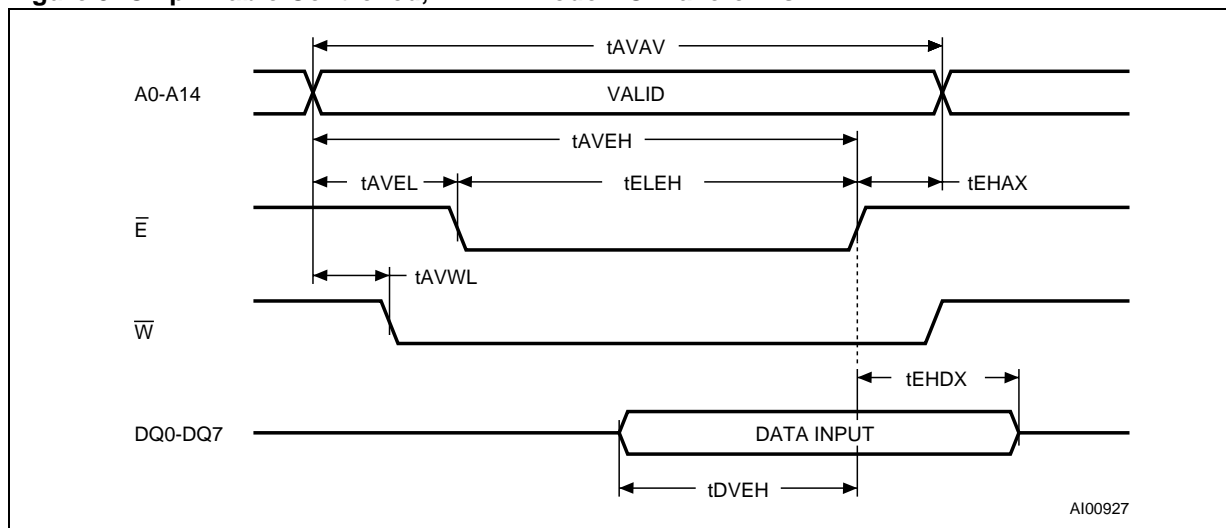 tAVAV
A0-A14
VALID
tAVEH
tAVEL
tELEH
tEHAX
E̅
tAVWL
W̅
tEHDX
DQ0-DQ7
DATA INPUT
tDVEH
AI00927